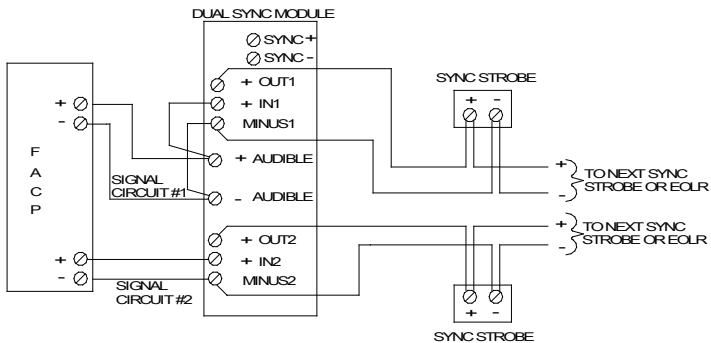 DUAL SYNC MODULE
SYNC +
SYNC -
+ OUT1
+ IN1
MINUS1
+ AUDIBLE
- AUDIBLE
+ OUT2
+ IN2
MINUS2
+
-
F
A
C
P
+
-
SIGNAL
CIRCUIT #1
SIGNAL
CIRCUIT #2
SYNC STROBE
+ -
+
-
TO NEXT SYNC
STROBE OR EOLR
+
-
TO NEXT SYNC
STROBE OR EOLR
+ -
SYNC STROBE